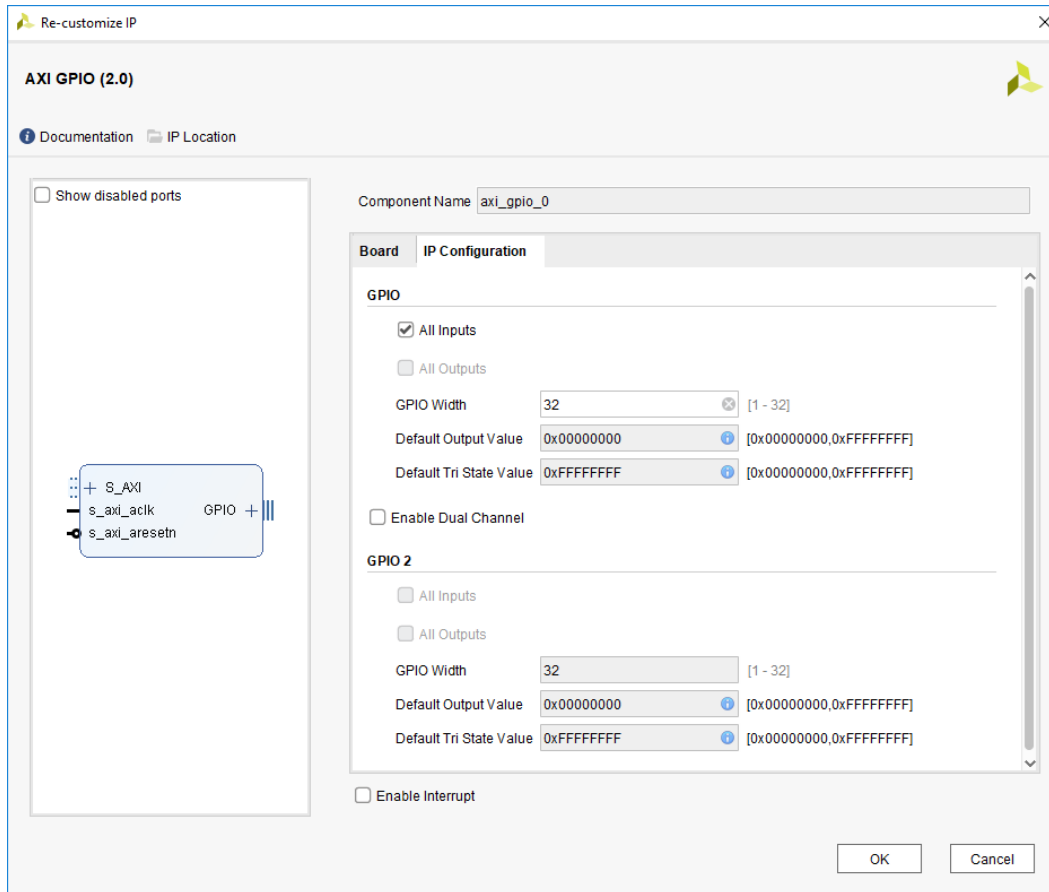 Re-customize IP
AXI GPIO (2.0)
Documentation IP Location
Show disabled ports
S_AXI
s_axi_aclk GPIO
s_axi_aresetn
Component Name axi_gpio_0
Board IP Configuration
GPIO
All Inputs
All Outputs
GPIO Width 32 [1 - 32]
Default Output Value 0x00000000 [0x00000000,0xFFFFFFFF]
Default Tri State Value 0xFFFFFFFF [0x00000000,0xFFFFFFFF]
Enable Dual Channel
GPIO 2
All Inputs
All Outputs
GPIO Width 32 [1 - 32]
Default Output Value 0x00000000 [0x00000000,0xFFFFFFFF]
Default Tri State Value 0xFFFFFFFF [0x00000000,0xFFFFFFFF]
Enable Interrupt
OK Cancel